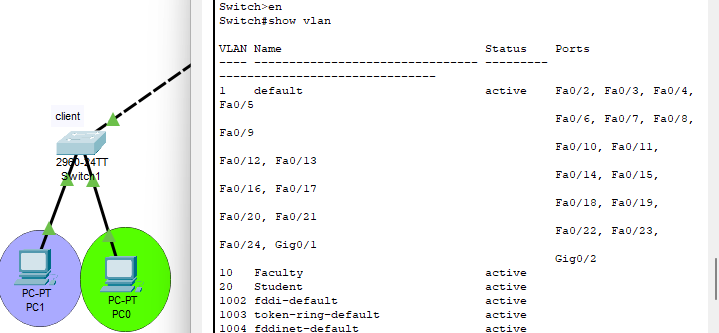 Switch>en
Switch#show vlan
VLAN Name Status Ports
---- -------------------------------- --------- -------------------------------
1 default active Fa0/2, Fa0/3, Fa0/4,
Fa0/5
Fa0/6, Fa0/7, Fa0/8,
Fa0/9
Fa0/10, Fa0/11,
Fa0/12, Fa0/13
Fa0/14, Fa0/15,
Fa0/16, Fa0/17
Fa0/18, Fa0/19,
Fa0/20, Fa0/21
Fa0/22, Fa0/23,
Fa0/24, Gig0/1
Gig0/2
10 Faculty active
20 Student active
1002 fddi-default active
1003 token-ring-default active
1004 fddinet-default active
client
2960-24TT
Switch1
PC-PT
PC1
PC-PT
PC0